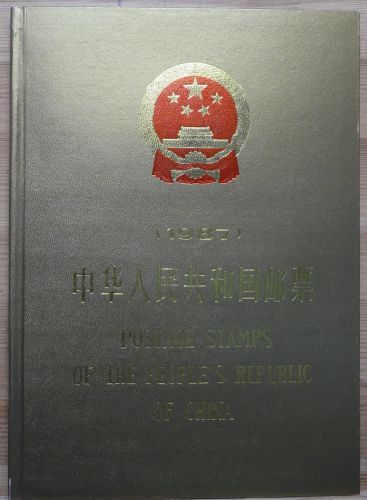 (1987)
中华人民共和国邮票
POSTAGE STAMPS
OF THE PEOPLE'S REPUBLIC
OF CHINA